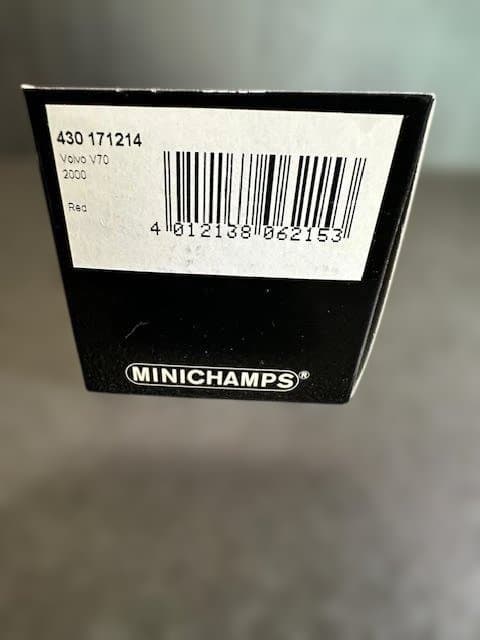 430 171214
Volvo V70
2000
Red
4 012138 062153
MINICHAMPS®